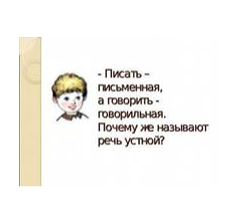 - Писать –
письменная,
а говорить -
говорильная.
Почему же называют
речь устной?